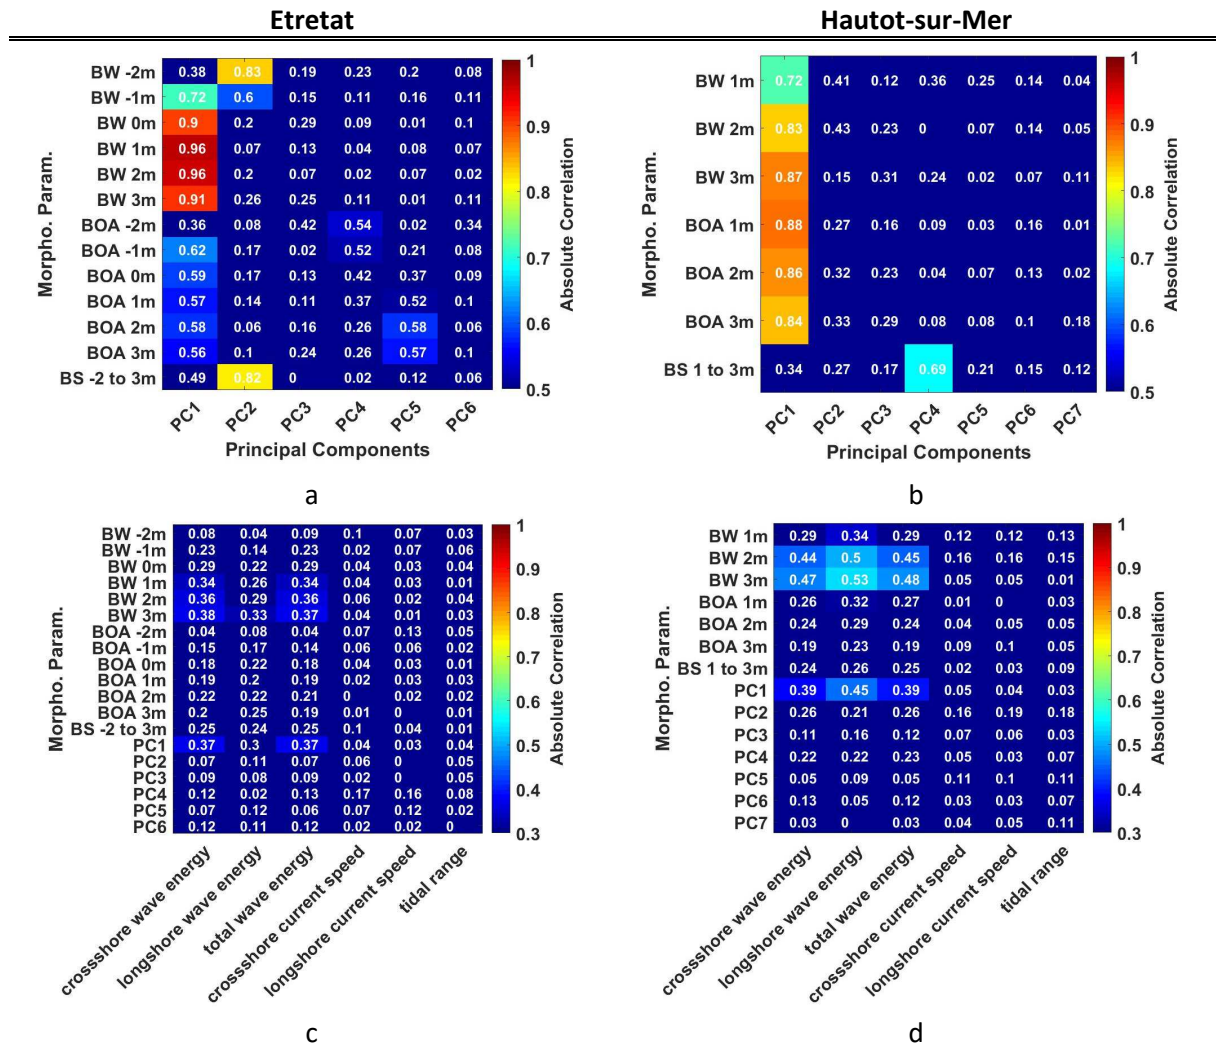 Etretat Hautot-sur-Mer
BW -2m 0.38 0.83 0.19 0.23 0.2 0.08
BW -1m 0.72 0.6 0.15 0.11 0.16 0.11
BW 0m 0.9 0.2 0.29 0.09 0.01 0.1
BW 1m 0.96 0.07 0.13 0.04 0.08 0.07
BW 2m 0.96 0.2 0.07 0.02 0.07 0.02
BW 3m 0.91 0.26 0.25 0.11 0.01 0.11
BOA -2m 0.36 0.08 0.42 0.54 0.02 0.34
BOA -1m 0.62 0.17 0.02 0.52 0.21 0.08
BOA 0m 0.59 0.17 0.13 0.42 0.37 0.09
BOA 1m 0.57 0.14 0.11 0.37 0.52 0.1
BOA 2m 0.58 0.06 0.16 0.26 0.58 0.06
BOA 3m 0.56 0.1 0.24 0.26 0.57 0.1
BS -2 to 3m 0.49 0.82 0 0.02 0.12 0.06
PC1 PC2 PC3 PC4 PC5 PC6
Principal Components
Morpho. Param.
1
0.9
0.8
0.7
0.6
0.5
Absolute Correlation
a
BW 1m 0.72 0.41 0.12 0.36 0.25 0.14 0.04
BW 2m 0.83 0.43 0.23 0 0.07 0.14 0.05
BW 3m 0.87 0.15 0.31 0.24 0.02 0.07 0.11
BOA 1m 0.88 0.27 0.16 0.09 0.03 0.16 0.01
BOA 2m 0.86 0.32 0.23 0.04 0.07 0.13 0.02
BOA 3m 0.84 0.33 0.29 0.08 0.08 0.1 0.18
BS 1 to 3m 0.34 0.27 0.17 0.69 0.21 0.15 0.12
PC1 PC2 PC3 PC4 PC5 PC6 PC7
Principal Components
Morpho. Param.
1
0.9
0.8
0.7
0.6
0.5
Absolute Correlation
b
BW -2m 0.08 0.04 0.09 0.1 0.07 0.03
BW -1m 0.23 0.14 0.23 0.02 0.07 0.06
BW 0m 0.29 0.22 0.29 0.04 0.03 0.04
BW 1m 0.34 0.26 0.34 0.04 0.03 0.01
BW 2m 0.36 0.29 0.36 0.06 0.02 0.04
BW 3m 0.38 0.33 0.37 0.04 0.01 0.03
BOA -2m 0.04 0.08 0.04 0.07 0.13 0.05
BOA -1m 0.15 0.17 0.14 0.06 0.06 0.02
BOA 0m 0.18 0.22 0.18 0.04 0.03 0.01
BOA 1m 0.19 0.2 0.19 0.02 0.03 0.03
BOA 2m 0.22 0.22 0.21 0 0.02 0.02
BOA 3m 0.2 0.25 0.19 0.01 0 0.01
BS -2 to 3m 0.25 0.24 0.25 0.1 0.04 0.01
PC1 0.37 0.3 0.37 0.04 0.03 0.04
PC2 0.07 0.11 0.07 0.06 0 0.05
PC3 0.09 0.08 0.09 0.02 0 0.05
PC4 0.12 0.02 0.13 0.17 0.16 0.08
PC5 0.07 0.12 0.06 0.07 0.12 0.02
PC6 0.12 0.11 0.12 0.02 0.02 0
crossshore wave energy
longshore wave energy
total wave energy
crossshore current speed
longshore current speed
tidal range
Morpho. Param.
1
0.9
0.8
0.7
0.6
0.5
0.4
0.3
Absolute Correlation
c
BW 1m 0.29 0.34 0.29 0.12 0.12 0.13
BW 2m 0.44 0.5 0.45 0.16 0.16 0.15
BW 3m 0.47 0.53 0.48 0.05 0.05 0.01
BOA 1m 0.26 0.32 0.27 0.01 0 0.03
BOA 2m 0.24 0.29 0.24 0.04 0.05 0.05
BOA 3m 0.19 0.23 0.19 0.09 0.1 0.05
BS 1 to 3m 0.24 0.26 0.25 0.02 0.03 0.09
PC1 0.39 0.45 0.39 0.05 0.04 0.03
PC2 0.26 0.21 0.26 0.16 0.19 0.18
PC3 0.11 0.16 0.12 0.07 0.06 0.03
PC4 0.22 0.22 0.23 0.05 0.03 0.07
PC5 0.05 0.09 0.05 0.11 0.1 0.11
PC6 0.13 0.05 0.12 0.03 0.03 0.07
PC7 0.03 0 0.03 0.04 0.05 0.11
crossshore wave energy
longshore wave energy
total wave energy
crossshore current speed
longshore current speed
tidal range
Morpho. Param.
1
0.9
0.8
0.7
0.6
0.5
0.4
0.3
Absolute Correlation
d